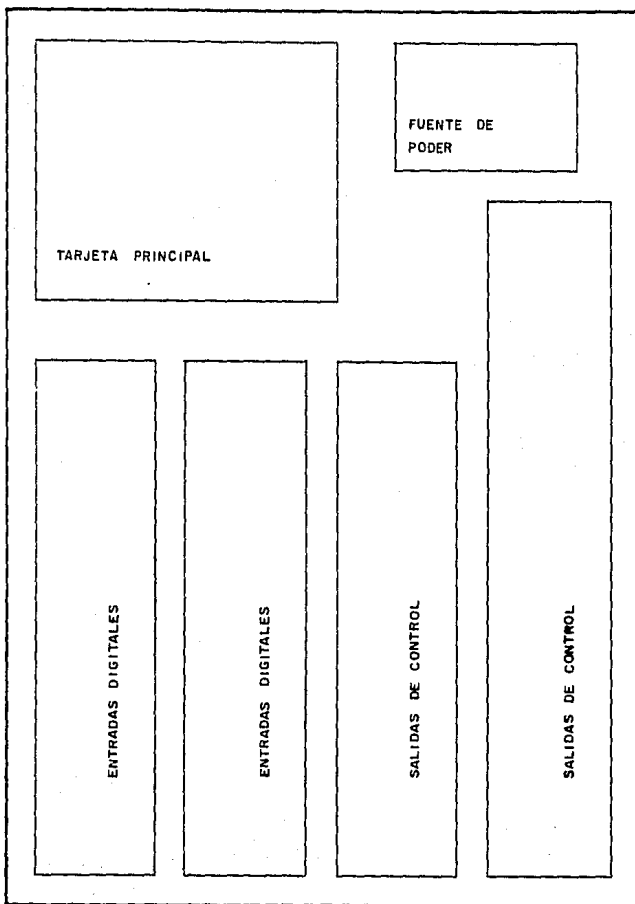 FUENTE DE
PODER
TARJETA PRINCIPAL
ENTRADAS DIGITALES
ENTRADAS DIGITALES
SALIDAS DE CONTROL
SALIDAS DE CONTROL